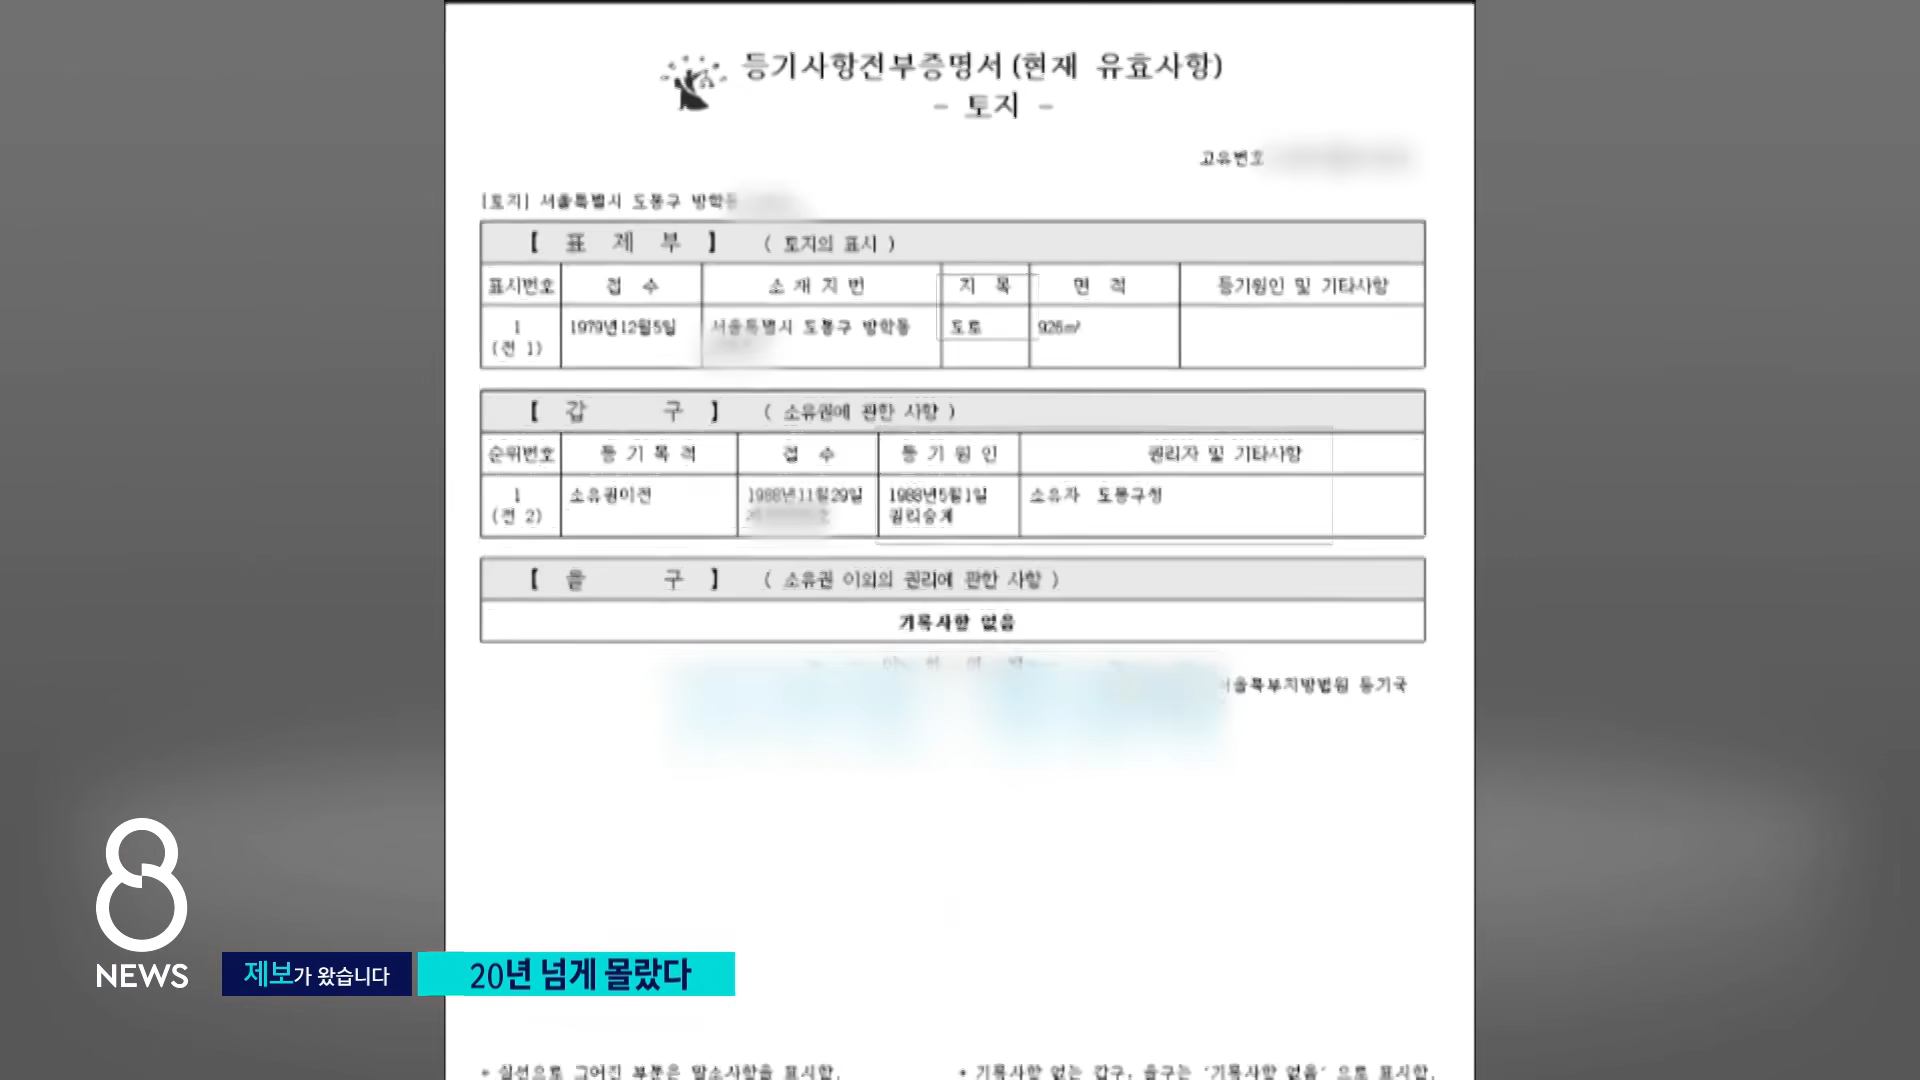 등기사항전부증명서(현재 유효사항)
- 토지 -
고유번호
[토지] 서울특별시 도봉구 방학동
【 표 제 부 】 ( 토지의 표시 )
표시번호 접 수 소 재 지 번 지 목 면 적 등기원인 및 기타사항
1 1979년12월5일 서울특별시 도봉구 방학동 도로 926㎡
(전 1)
【 갑 구 】 ( 소유권에 관한 사항 )
순위번호 등 기 목 적 접 수 등 기 원 인 권리자 및 기타사항
1 소유권이전 1988년11월29일 1988년5월1일 소유자 도봉구청
(전 2) 권리승계
【 을 구 】 ( 소유권 이외의 권리에 관한 사항 )
기록사항 없음
서울북부지방법원 등기국
8
NEWS
제보가 왔습니다
20년 넘게 몰랐다
* 실선으로 그어진 부분은 말소사항을 표시함.
* 기록사항 없는 갑구, 을구는 '기록사항 없음' 으로 표시함.